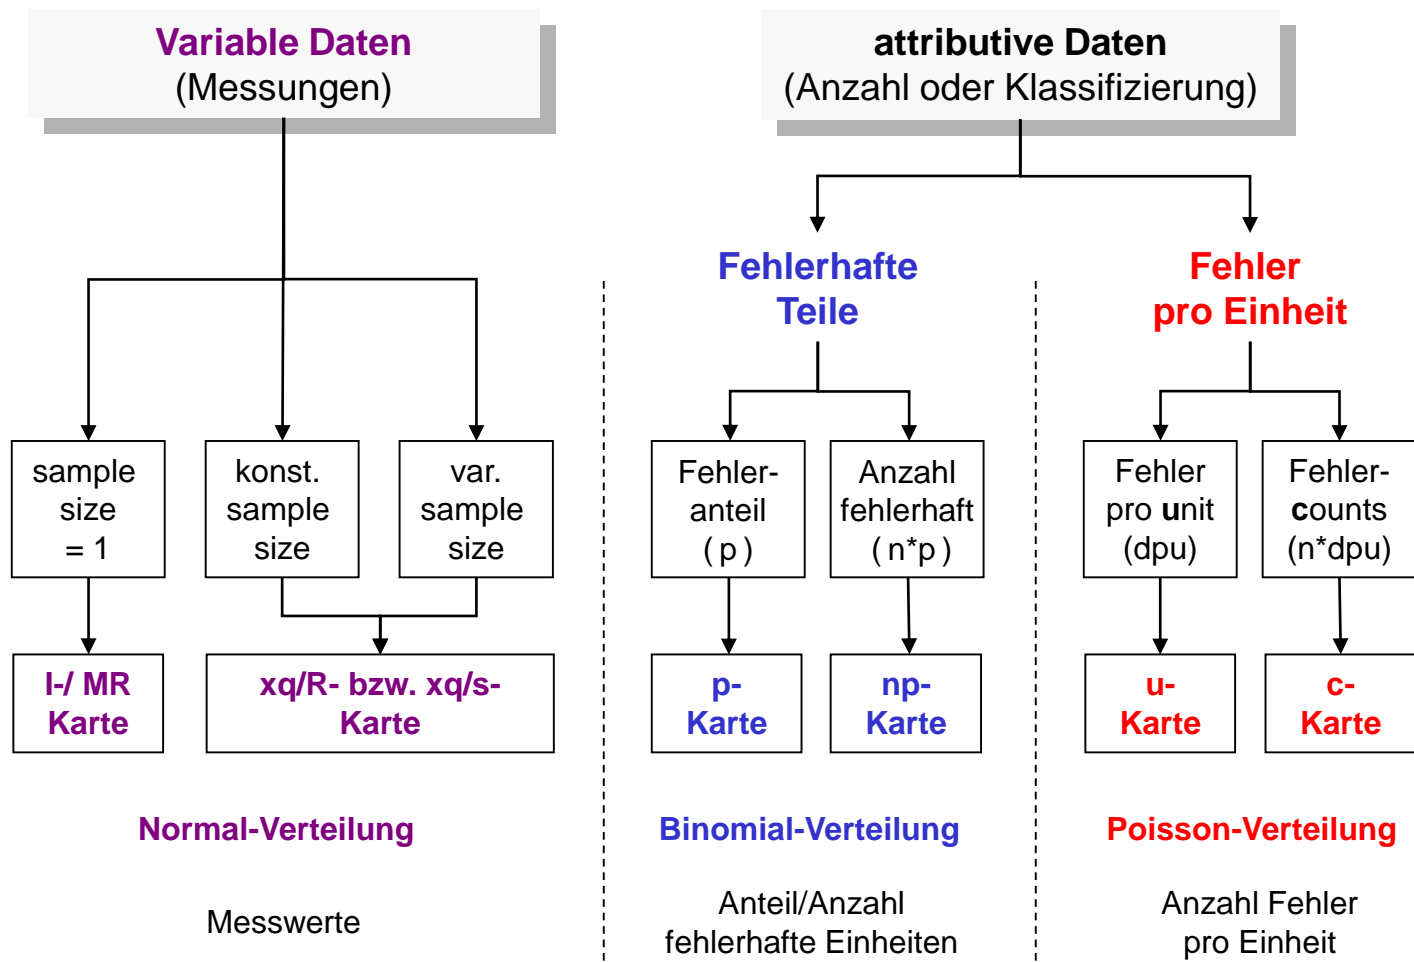 Variable Daten
(Messungen)
attributive Daten
(Anzahl oder Klassifizierung)
Fehlerhafte
Teile
Fehler
pro Einheit
sample
size
= 1
konst.
sample
size
var.
sample
size
Fehler-
anteil
( p )
Anzahl
fehlerhaft
( n*p )
Fehler
pro unit
(dpu)
Fehler-
counts
(n*dpu)
I-/ MR
Karte
xq/R- bzw. xq/s-
Karte
p-
Karte
np-
Karte
u-
Karte
c-
Karte
Normal-Verteilung
Binomial-Verteilung
Poisson-Verteilung
Messwerte
Anteil/Anzahl
fehlerhafte Einheiten
Anzahl Fehler
pro Einheit